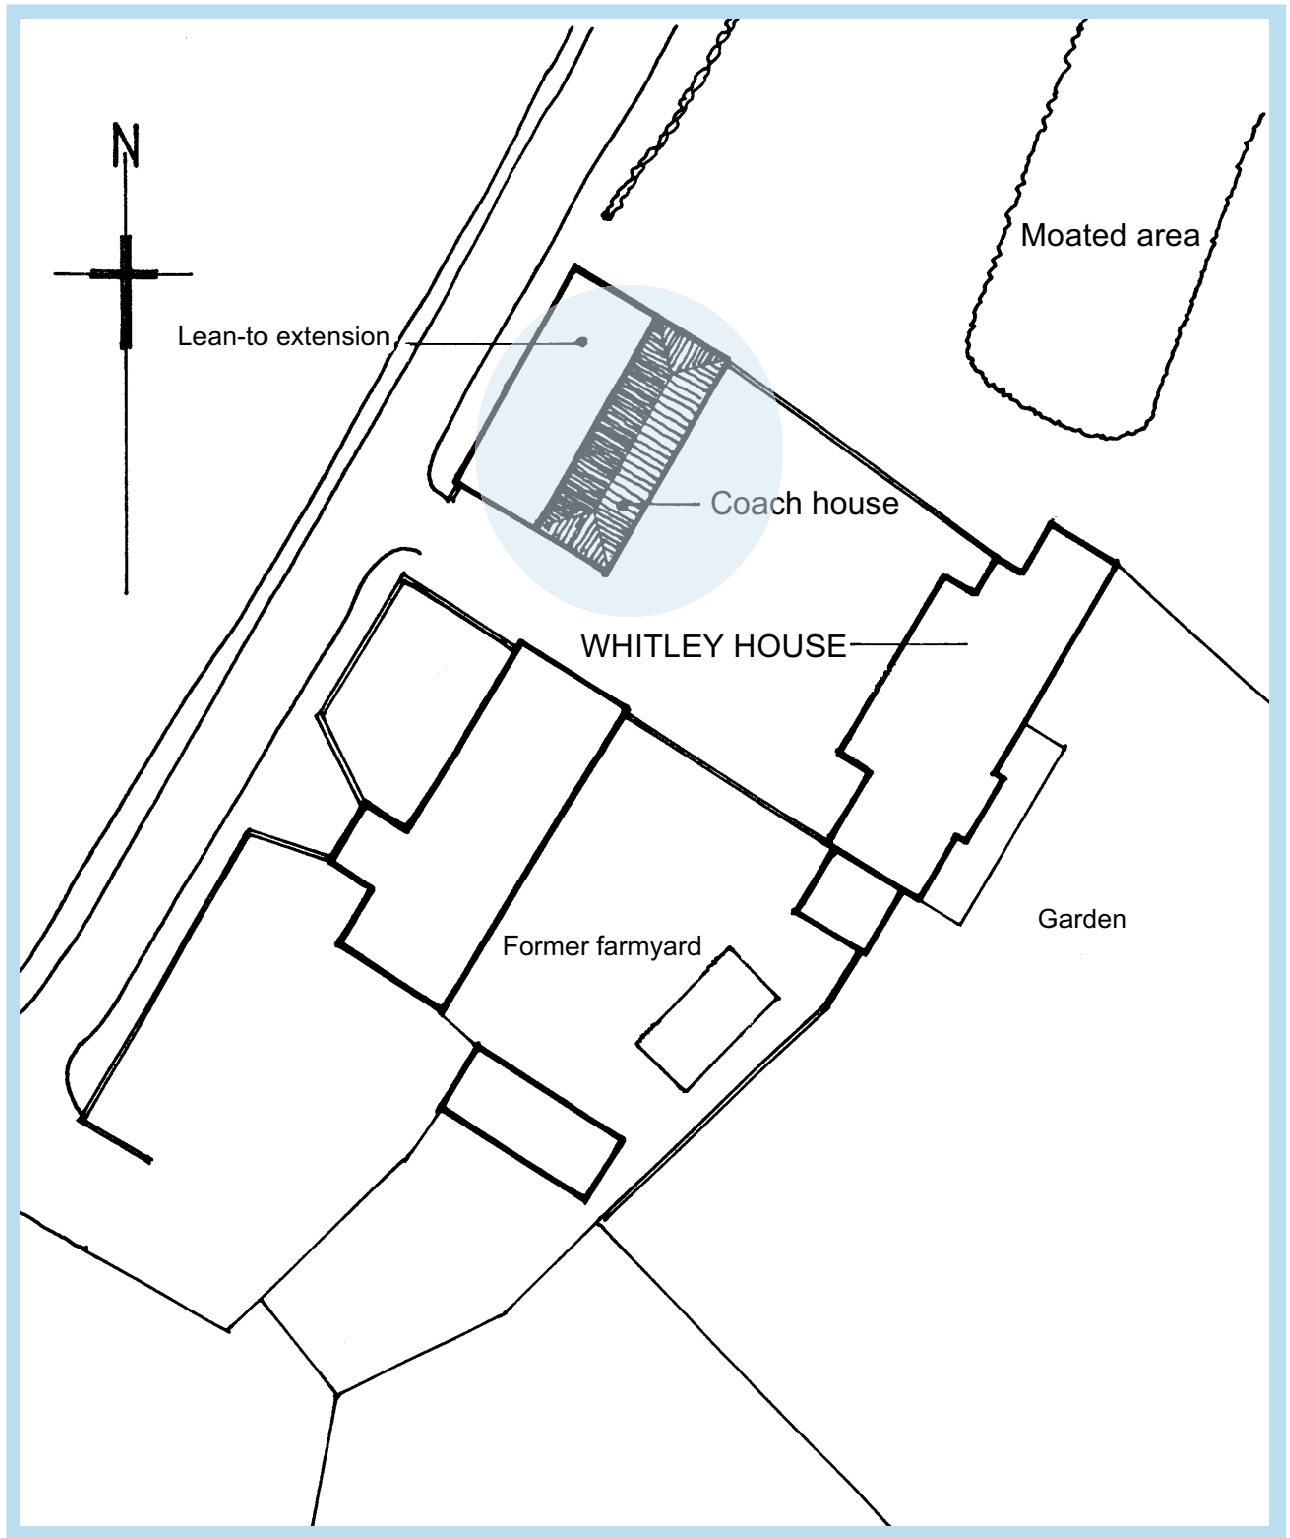 N
Moated area
Lean-to extension
Coach house
WHITLEY HOUSE
Garden
Former farmyard